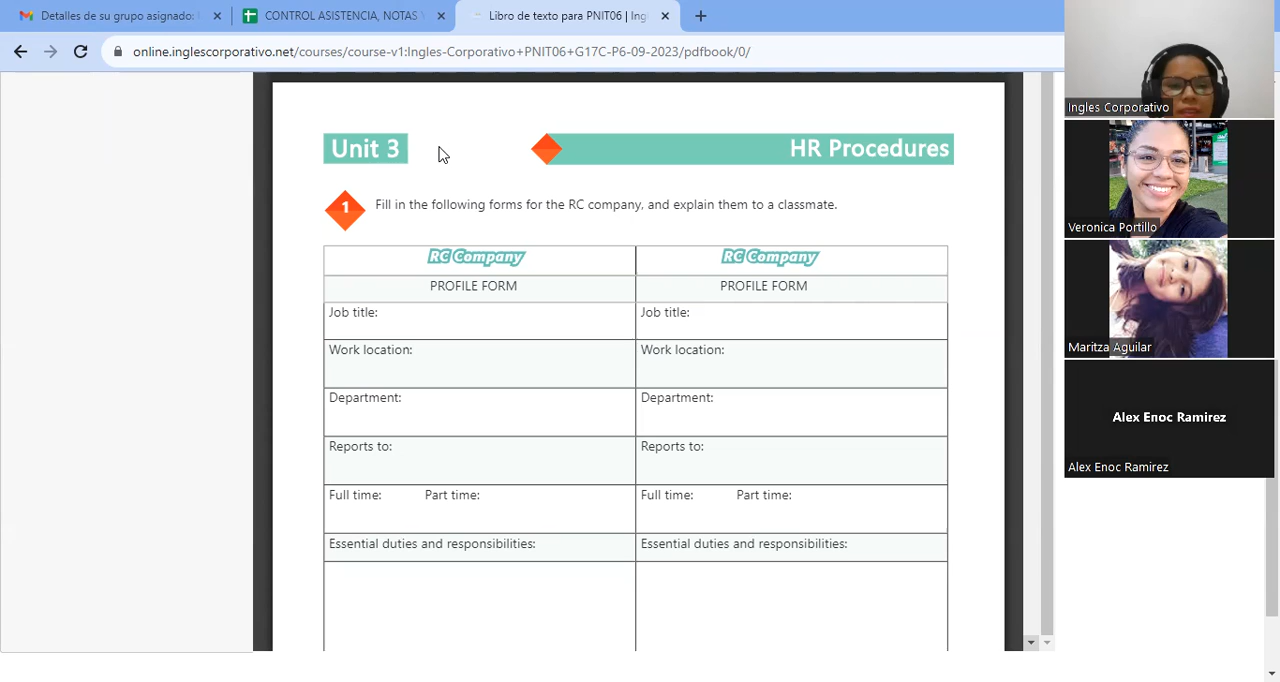 Detalles de su grupo asignado:
CONTROL ASISTENCIA, NOTAS Y
Libro de texto para PNIT06 | Ing
online.inglescorporativo.net/courses/course-v1:Ingles-Corporativo+PNIT06+G17C-P6-09-2023/pdfbook/0/
Unit 3
HR Procedures
1 Fill in the following forms for the RC company, and explain them to a classmate.
RC Company RC Company
PROFILE FORM PROFILE FORM
Job title: Job title:
Work location: Work location:
Department: Department:
Reports to: Reports to:
Full time: Part time: Full time: Part time:
Essential duties and responsibilities: Essential duties and responsibilities:
Ingles Corporativo
Veronica Portillo
Maritza Aguilar
Alex Enoc Ramirez
Alex Enoc Ramirez